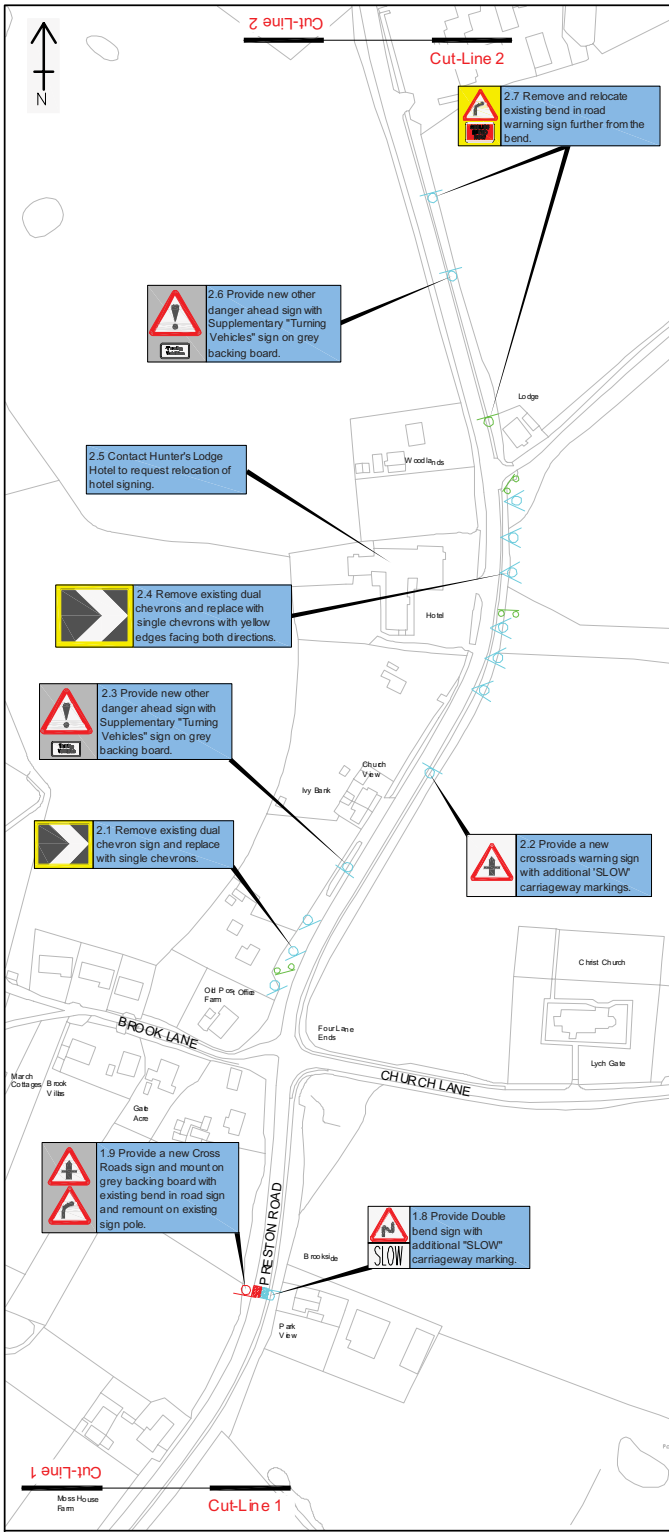 Cut-Line 2
Cut-Line 2
N
2.7 Remove and relocate
existing bend in road
warning sign further from the
bend.
2.6 Provide new other
danger ahead sign with
Supplementary "Turning
Vehicles" sign on grey
backing board.
Turning
Vehicles
Lodge
Woodlands
2.5 Contact Hunter's Lodge
Hotel to request relocation of
hotel signing.
2.4 Remove existing dual
chevrons and replace with
single chevrons with yellow
edges facing both directions.
Hotel
2.3 Provide new other
danger ahead sign with
Supplementary "Turning
Vehicles" sign on grey
backing board.
Church
View
Ivy Bank
2.1 Remove existing dual
chevron sign and replace
with single chevrons.
2.2 Provide a new
crossroads warning sign
with additional 'SLOW'
carriageway markings.
Christ Church
Old Post Office
Farm
BROOK LANE
Four Lane
Ends
Lych Gate
March
Cottages
Brook
Villas
CHURCH LANE
Gate
Acre
1.9 Provide a new Cross
Roads sign and mount on
grey backing board with
existing bend in road sign
and remount on existing
sign pole.
PRESTON ROAD
1.8 Provide Double
bend sign with
additional "SLOW"
carriageway marking.
SLOW
Brookside
Park
View
Cut-Line 1
Moss House
Farm
Cut-Line 1